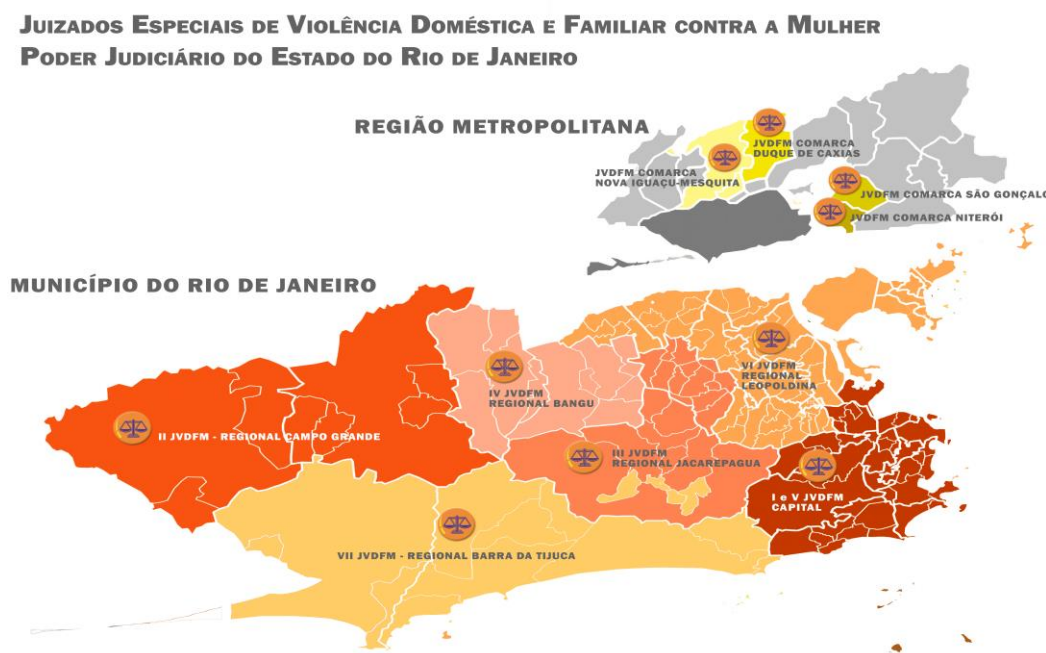 JUIZADOS ESPECIAIS DE VIOLÊNCIA DOMÉSTICA E FAMILIAR CONTRA A MULHER
PODER JUDICIÁRIO DO ESTADO DO RIO DE JANEIRO
REGIÃO METROPOLITANA
JVDFM COMARCA
DUQUE DE CAXIAS
JVDFM COMARCA
NOVA IGUAÇU-MESQUITA
JVDFM COMARCA SÃO GONÇALO
JVDFM COMARCA NITERÓI
MUNICÍPIO DO RIO DE JANEIRO
VI JVDFM
REGIONAL
LEOPOLDINA
IV JVDFM
REGIONAL BANGU
II JVDFM - REGIONAL CAMPO GRANDE
III JVDFM
REGIONAL JACAREPAGUA
I e V JVDFM
CAPITAL
VII JVDFM - REGIONAL BARRA DA TIJUCA